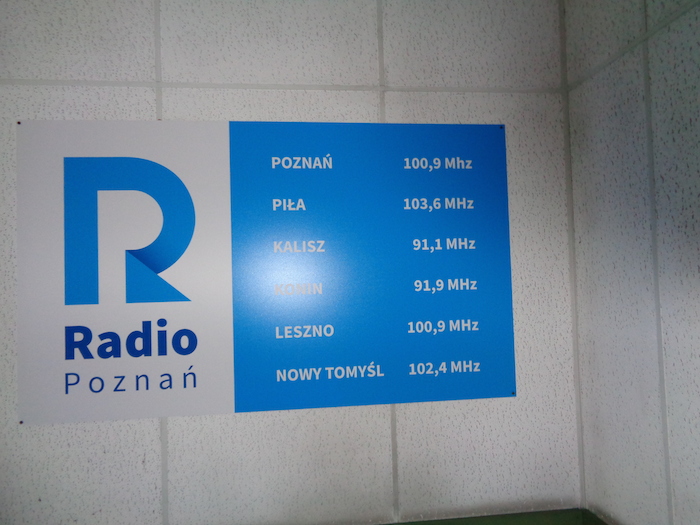 Radio
Poznań
POZNAŃ 100,9 Mhz
PIŁA 103,6 MHz
KALISZ 91,1 MHz
KONIN 91,9 MHz
LESZNO 100,9 MHz
NOWY TOMYŚL 102,4 MHz